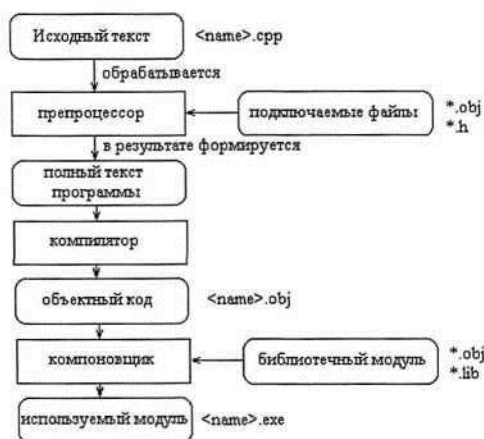 Исходный текст <name>.cpp
обрабатывается
препроцессор
подключаемые файлы
*.obj
*.h
в результате формируется
полный текст
программы
компилятор
объектный код <name>.obj
компоновщик
библиотечный модуль
*.obj
*.lib
используемый модуль <name>.exe